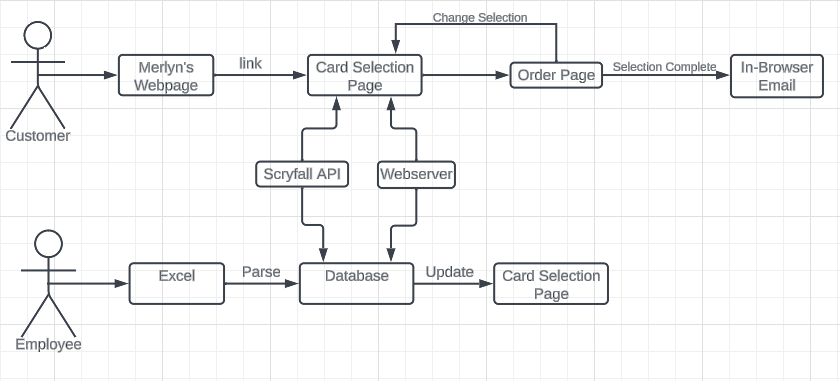 Change Selection
Merlyn's
Webpage
link
Card Selection
Page
Order Page
Selection Complete
In-Browser
Email
Customer
Scryfall API
Webserver
Excel
Parse
Database
Update
Card Selection
Page
Employee